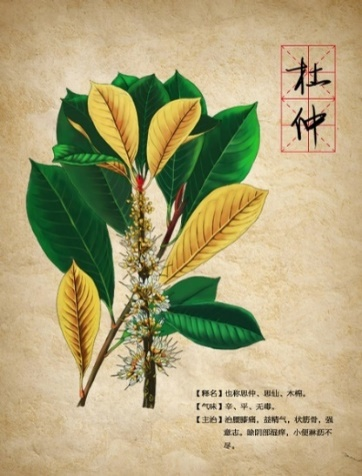 杜仲
【释名】也称思仲、思仙、木棉。
【气味】辛、平、无毒。
【主治】治腰膝痛，益精气，壮筋骨，强
意志。除阴部湿痒，小便淋沥不
尽。